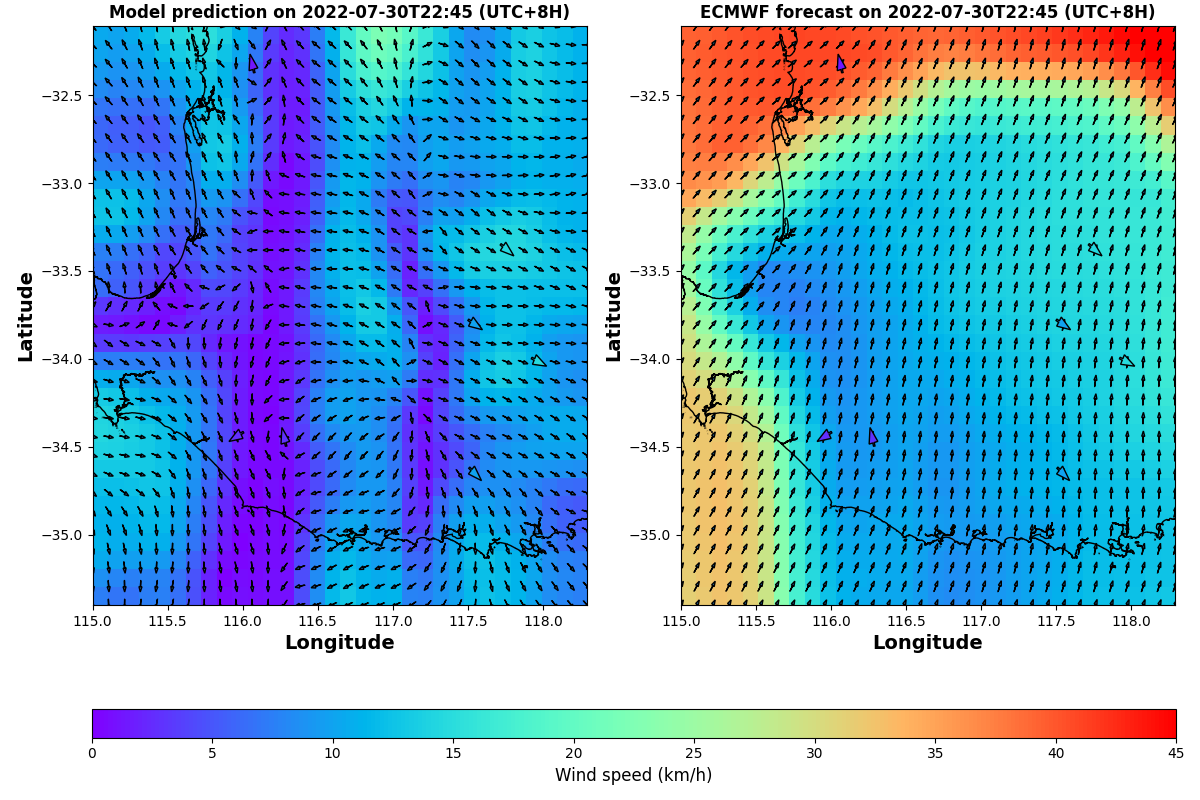 Model prediction on 2022-07-30T22:45 (UTC+8H)
ECMWF forecast on 2022-07-30T22:45 (UTC+8H)
−32.5
−33.0
−33.5
−34.0
−34.5
−35.0
Latitude
115.0 115.5 116.0 116.5 117.0 117.5 118.0
Longitude
−32.5
−33.0
−33.5
−34.0
−34.5
−35.0
Latitude
115.0 115.5 116.0 116.5 117.0 117.5 118.0
Longitude
0 5 10 15 20 25 30 35 40 45
Wind speed (km/h)